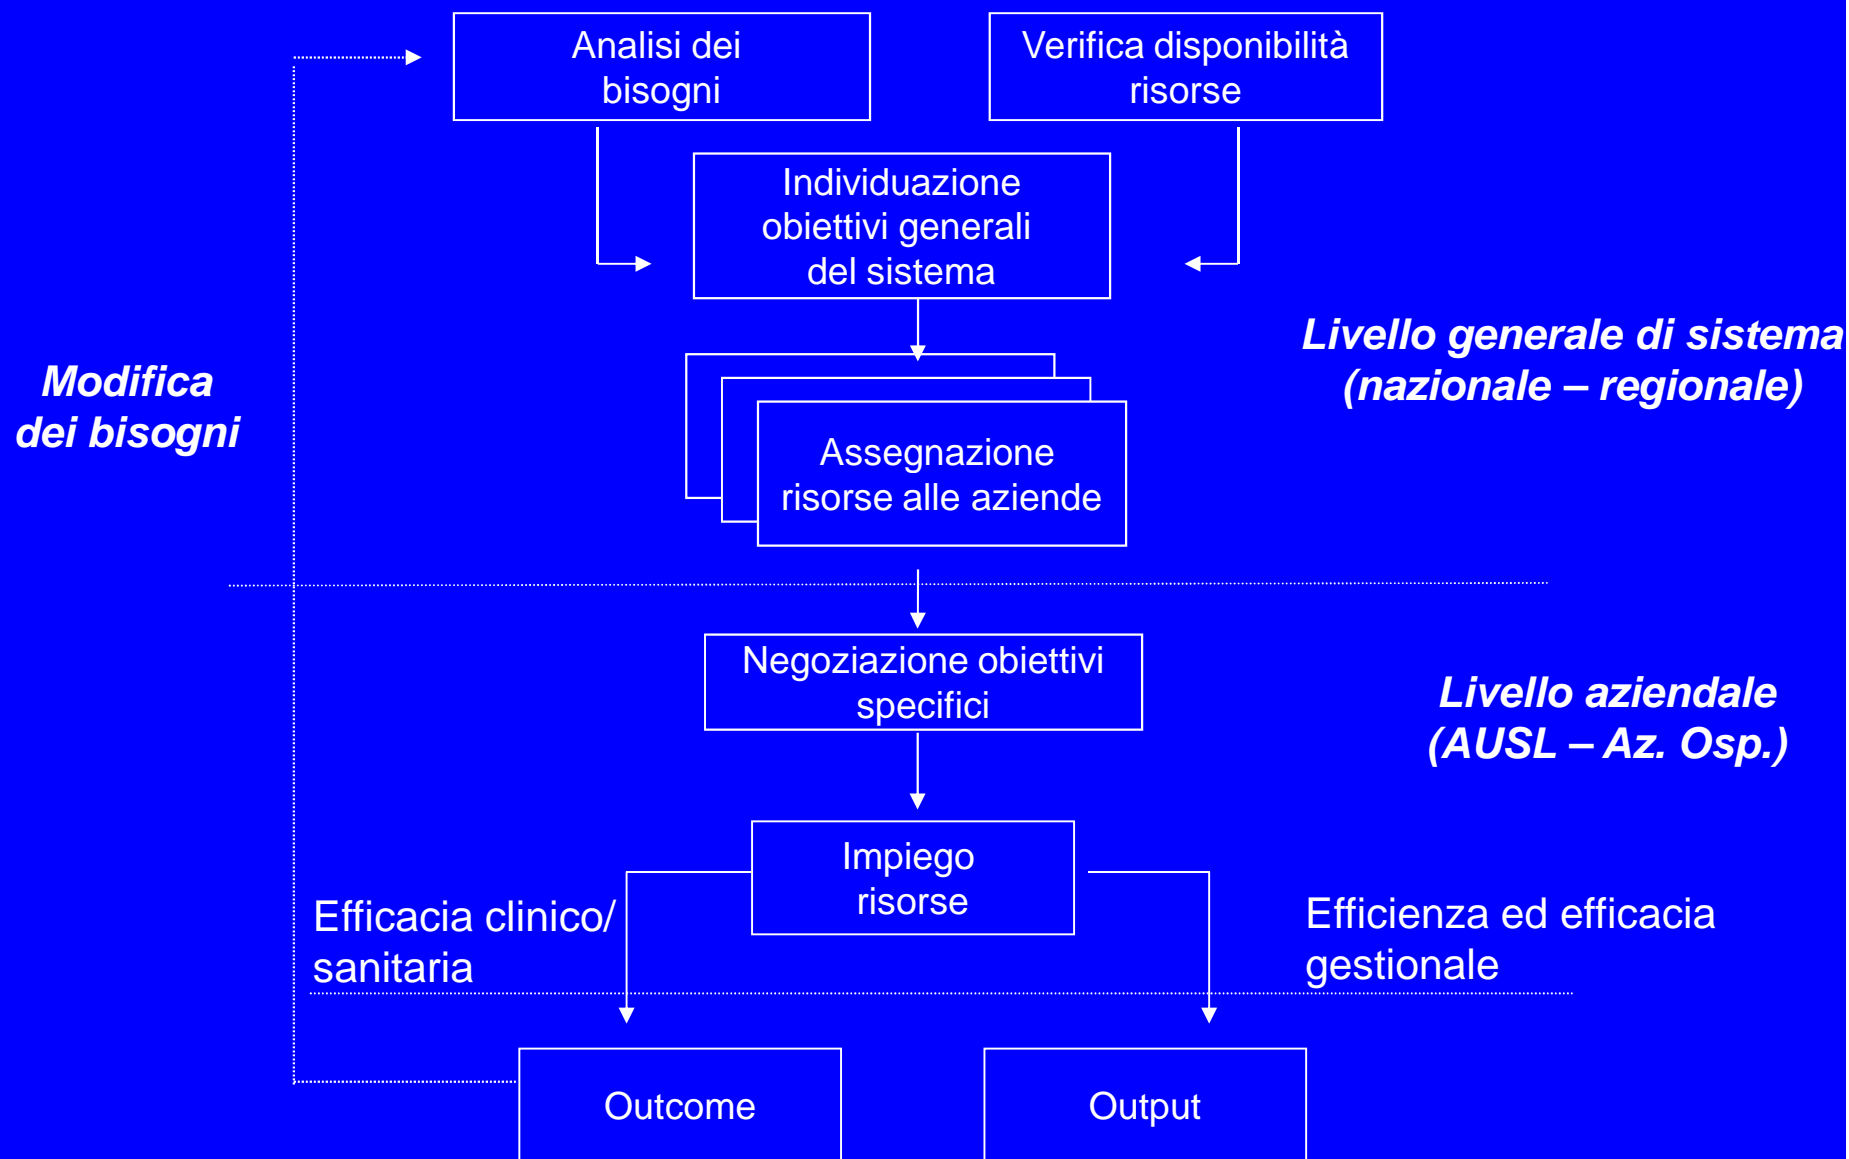 Analisi dei
bisogni
Verifica disponibilità
risorse
Individuazione
obiettivi generali
del sistema
Livello generale di sistema
(nazionale – regionale)
Modifica
dei bisogni
Assegnazione
risorse alle aziende
Negoziazione obiettivi
specifici
Livello aziendale
(AUSL – Az. Osp.)
Impiego
risorse
Efficacia clinico/
sanitaria
Efficienza ed efficacia
gestionale
Outcome
Output